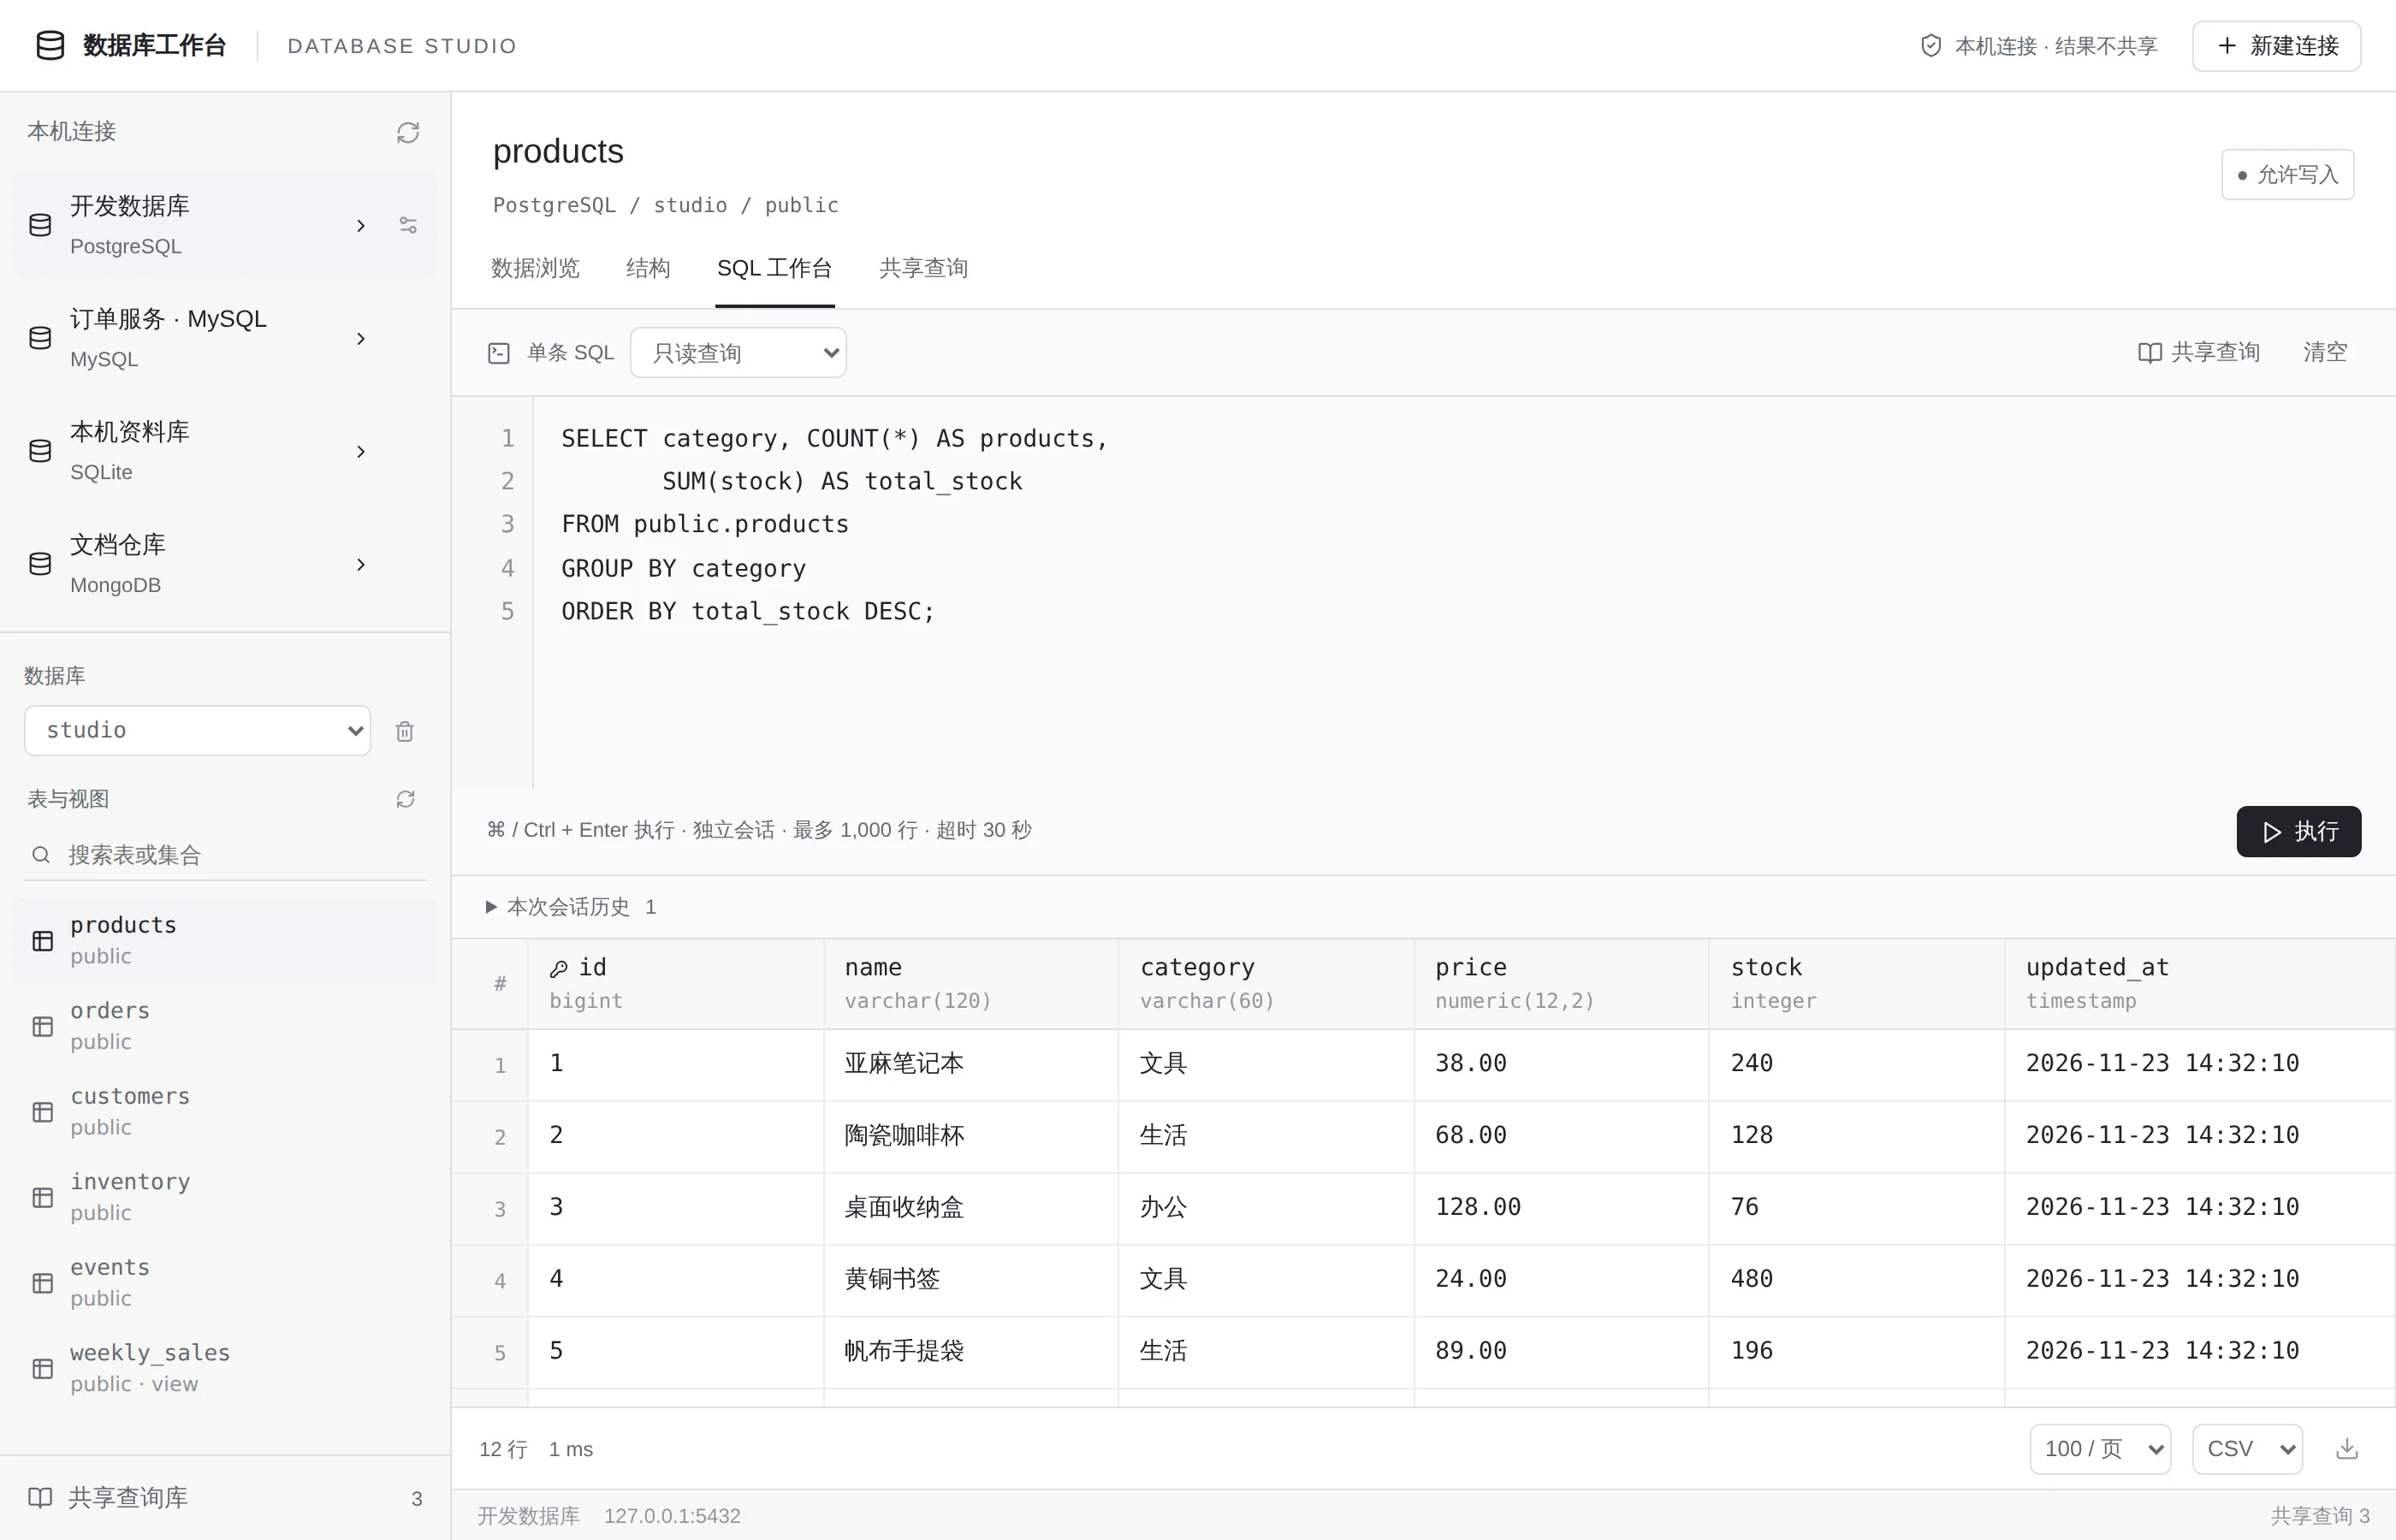 数据库工作台
DATABASE STUDIO
本机连接 · 结果不共享
新建连接
本机连接
开发数据库
PostgreSQL
订单服务 · MySQL
MySQL
本机资料库
SQLite
文档仓库
MongoDB
数据库
studio
表与视图
搜索表或集合
products
public
orders
public
customers
public
inventory
public
events
public
weekly_sales
public · view
共享查询库 3
products
PostgreSQL / studio / public
允许写入
数据浏览 结构 SQL 工作台 共享查询
单条 SQL 只读查询 共享查询 清空
1 SELECT category, COUNT(*) AS products,
2 SUM(stock) AS total_stock
3 FROM public.products
4 GROUP BY category
5 ORDER BY total_stock DESC;
⌘ / Ctrl + Enter 执行 · 独立会话 · 最多 1,000 行 · 超时 30 秒
执行
本次会话历史 1
# id name category price stock updated_at
bigint varchar(120) varchar(60) numeric(12,2) integer timestamp
1 1 亚麻笔记本 文具 38.00 240 2026-11-23 14:32:10
2 2 陶瓷咖啡杯 生活 68.00 128 2026-11-23 14:32:10
3 3 桌面收纳盒 办公 128.00 76 2026-11-23 14:32:10
4 4 黄铜书签 文具 24.00 480 2026-11-23 14:32:10
5 5 帆布手提袋 生活 89.00 196 2026-11-23 14:32:10
12 行 1 ms
100 / 页 CSV
开发数据库 127.0.0.1:5432
共享查询 3